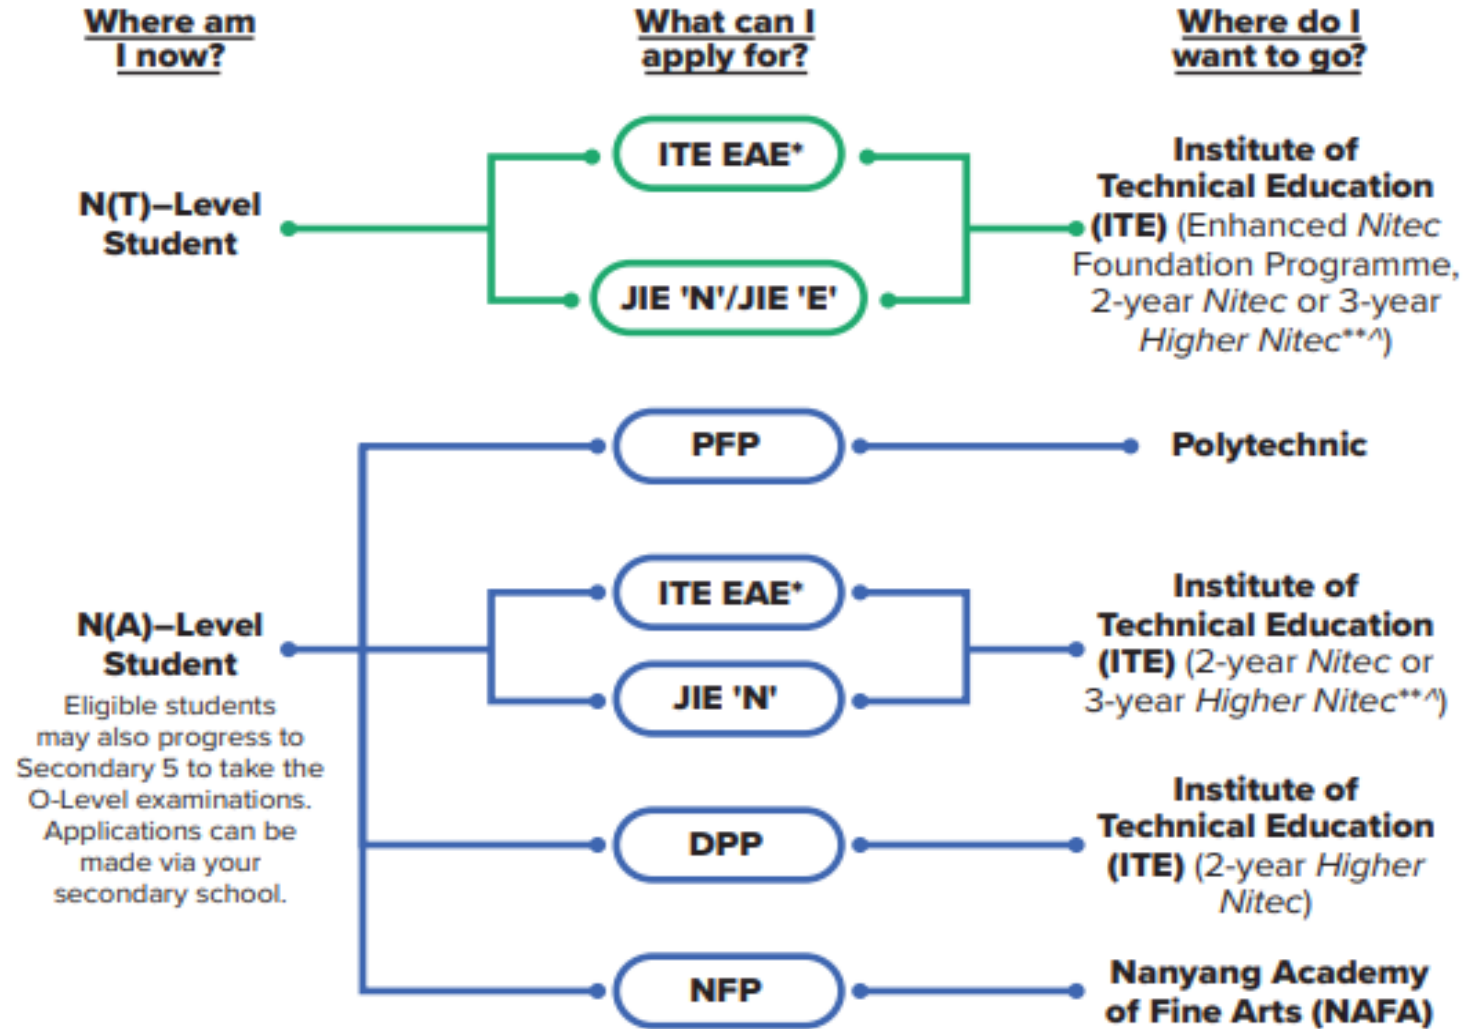 Where am
I now?
What can I
apply for?
Where do I
want to go?
N(T)–Level
Student
ITE EAE*
JIE 'N'/JIE 'E'
Institute of
Technical Education
(ITE) (Enhanced Nitec
Foundation Programme,
2-year Nitec or 3-year
Higher Nitec**^)
N(A)–Level
Student
Eligible students
may also progress to
Secondary 5 to take the
O-Level examinations.
Applications can be
made via your
secondary school.
PFP
Polytechnic
ITE EAE*
JIE 'N'
Institute of
Technical Education
(ITE) (2-year Nitec or
3-year Higher Nitec**^)
DPP
Institute of
Technical Education
(ITE) (2-year Higher
Nitec)
NFP
Nanyang Academy
of Fine Arts (NAFA)